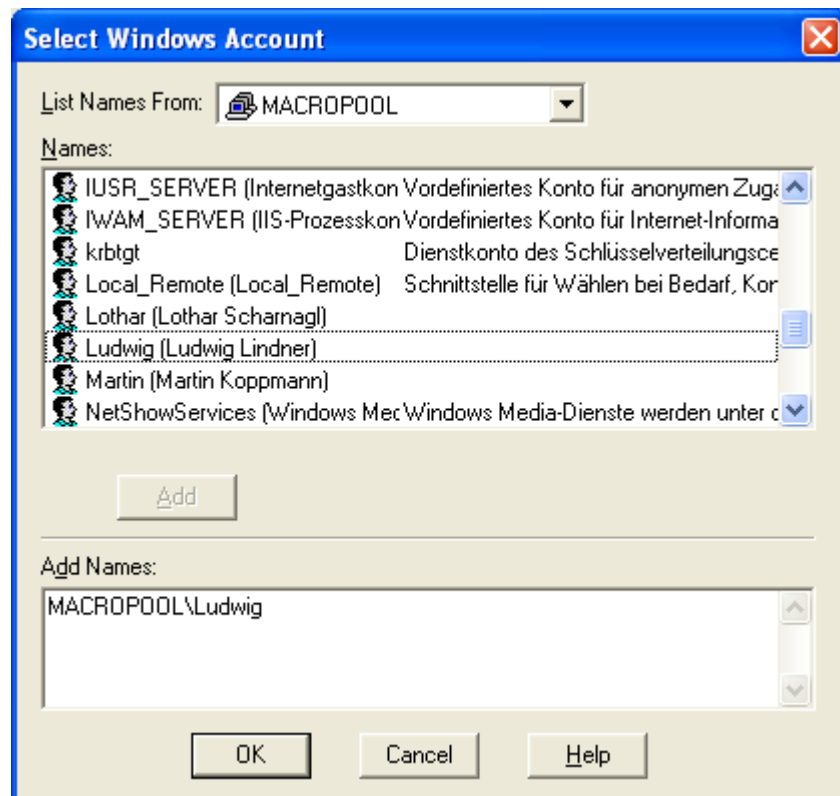 Select Windows Account
List Names From: MACROPOOL
Names:
IUSR_SERVER (Internetgastkon Vordefiniertes Konto für anonymen Zuga
IWAM_SERVER (IIS-Prozesskon Vordefiniertes Konto für Internet-Informa
krbtgt Dienstkonto des Schlüsselverteilungsce
Local_Remote (Local_Remote) Schnittstelle für Wählen bei Bedarf, Kon
Lothar (Lothar Scharnagl)
Ludwig (Ludwig Lindner)
Martin (Martin Koppmann)
NetShowServices (Windows Med Windows Media-Dienste werden unter d
Add
Add Names:
MACROPOOL\Ludwig
OK Cancel Help